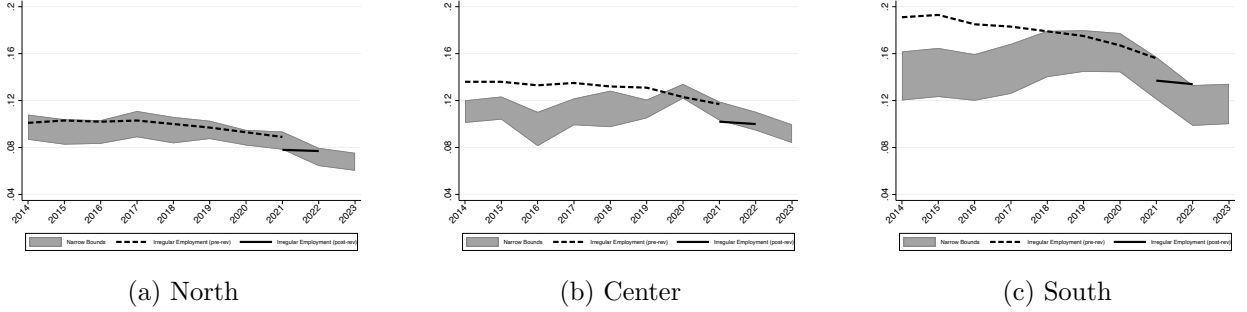 .2
.16
.12
.08
.04
2014 2015 2016 2017 2018 2019 2020 2021 2022 2023
Narrow Bounds Irregular Employment (pre-rev) Irregular Employment (post-rev)
(a) North
.2
.16
.12
.08
.04
2014 2015 2016 2017 2018 2019 2020 2021 2022 2023
Narrow Bounds Irregular Employment (pre-rev) Irregular Employment (post-rev)
(b) Center
.2
.16
.12
.08
.04
2014 2015 2016 2017 2018 2019 2020 2021 2022 2023
Narrow Bounds Irregular Employment (pre-rev) Irregular Employment (post-rev)
(c) South